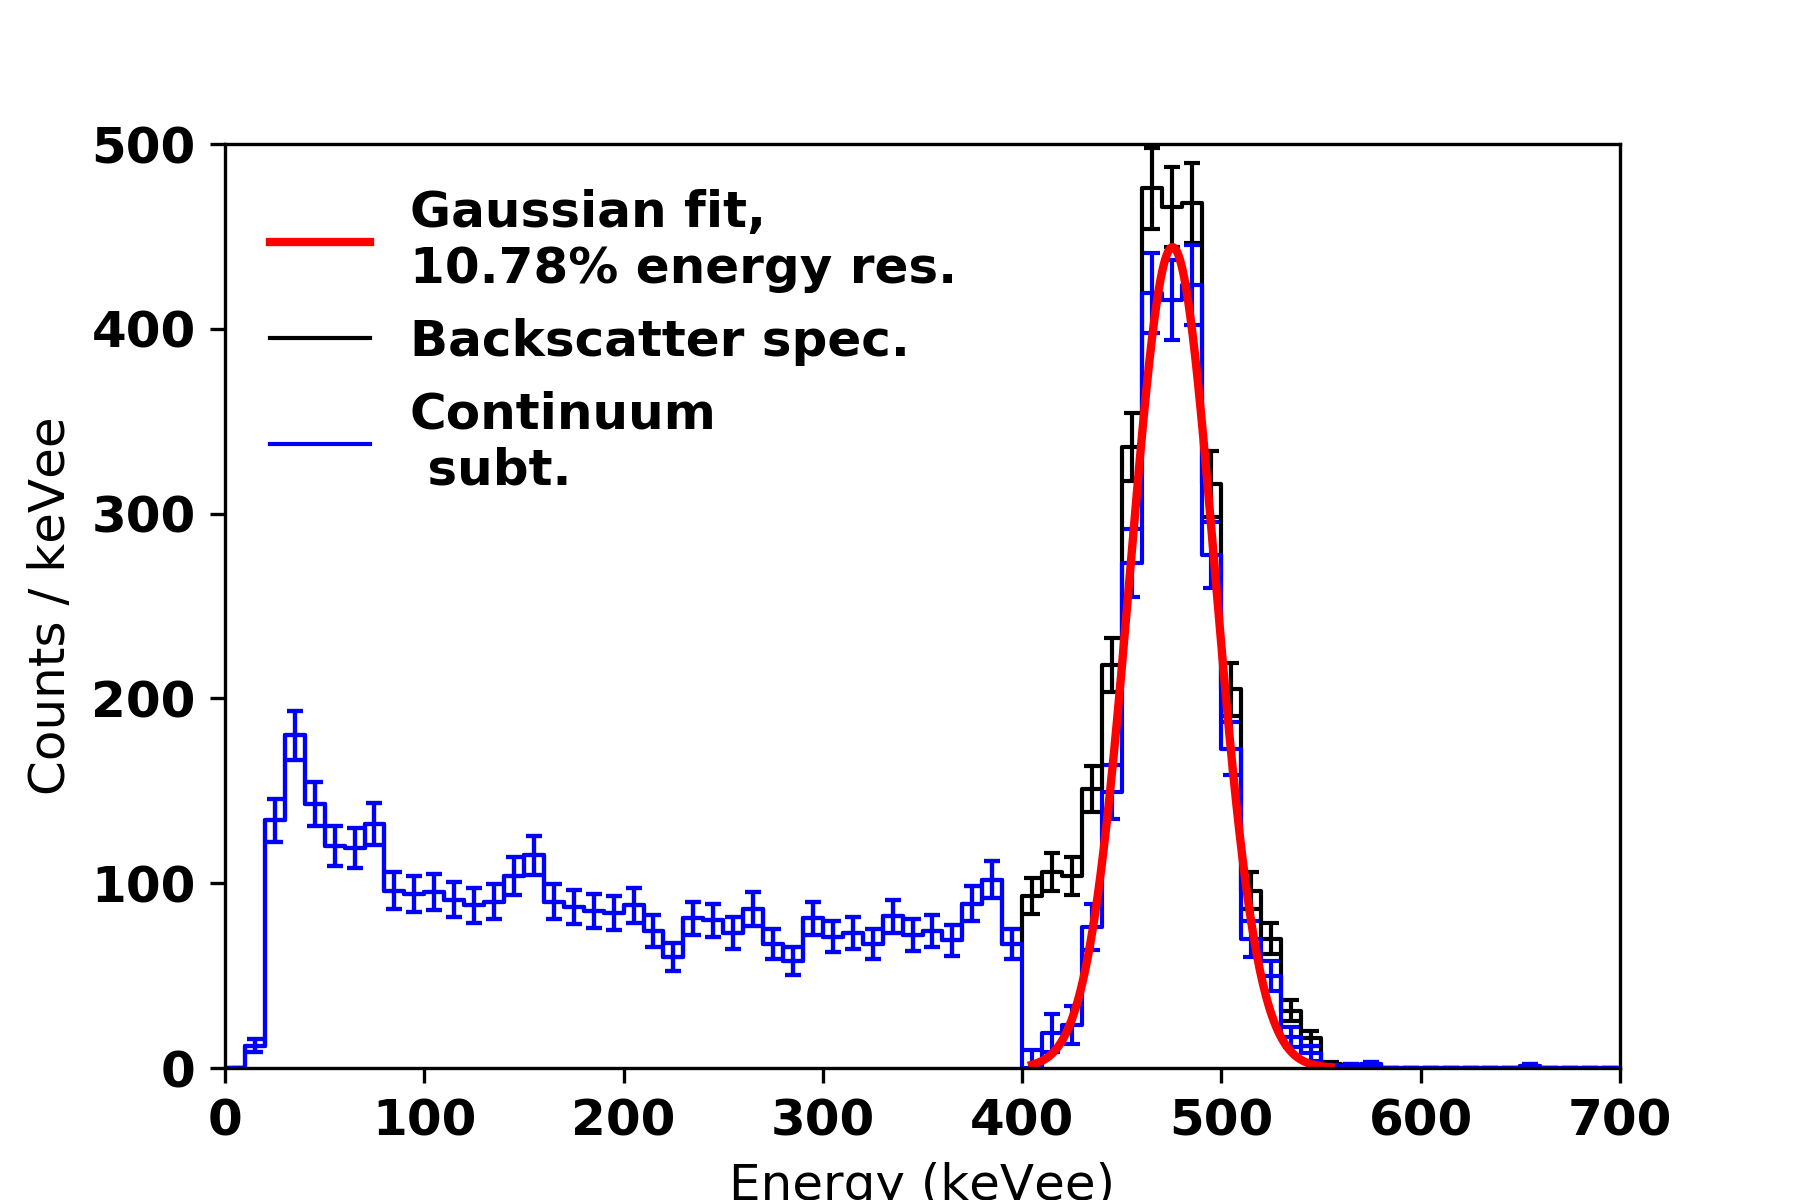 Gaussian fit,
10.78% energy res.
Backscatter spec.
Continuum
subt.
Counts / keVee
500
400
300
200
100
0
0 100 200 300 400 500 600 700
Energy (keVee)